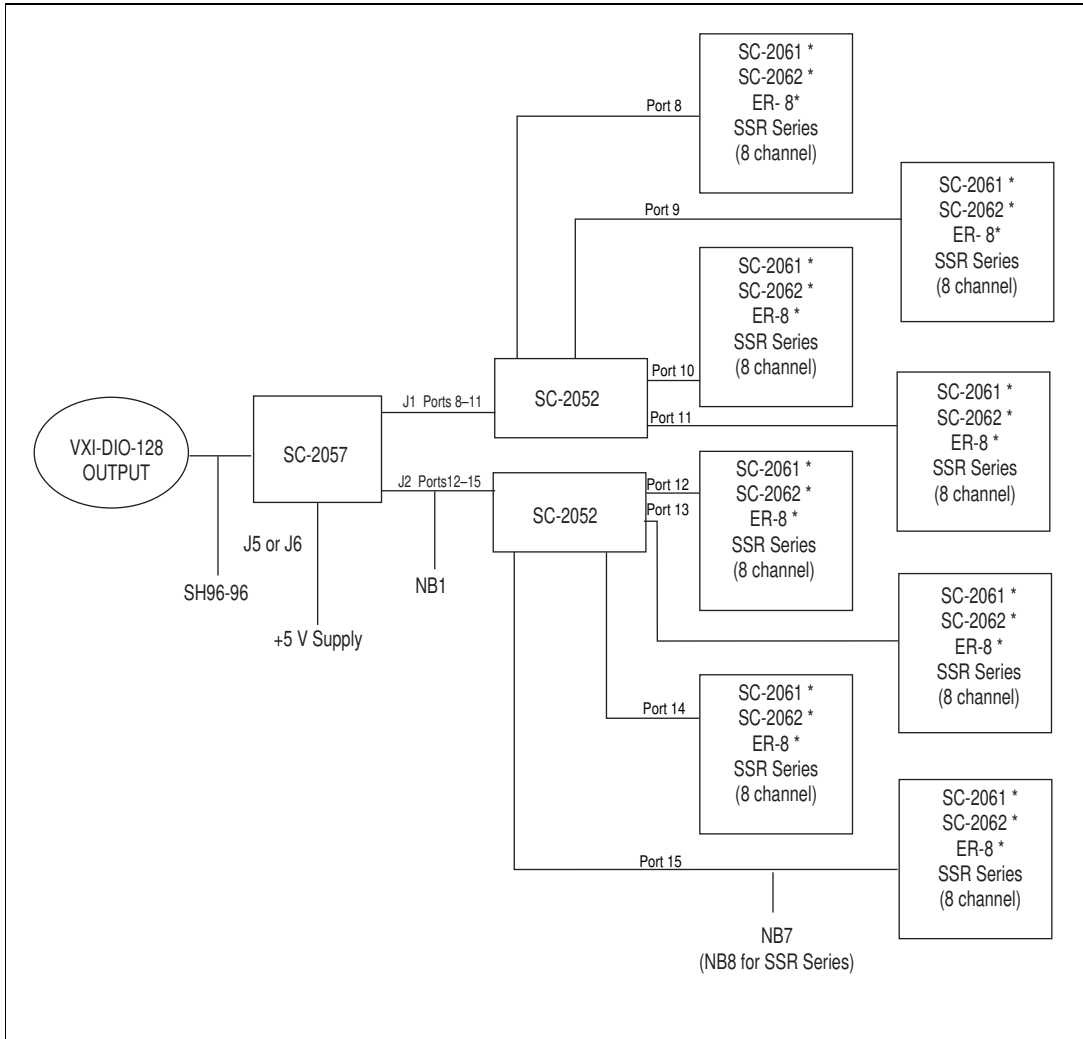 SC-2061 *
SC-2062 *
ER- 8*
SSR Series
(8 channel)
Port 8
SC-2061 *
SC-2062 *
ER- 8*
SSR Series
(8 channel)
Port 9
SC-2061 *
SC-2062 *
ER-8 *
SSR Series
(8 channel)
Port 10
SC-2061 *
SC-2062 *
ER-8 *
SSR Series
(8 channel)
Port 11
SC-2052
J1 Ports 8–11
VXI-DIO-128
OUTPUT
SC-2057
J2 Ports12–15
SC-2052
Port 12
Port 13
SC-2061 *
SC-2062 *
ER-8 *
SSR Series
(8 channel)
J5 or J6
SH96-96
NB1
+5 V Supply
SC-2061 *
SC-2062 *
ER-8 *
SSR Series
(8 channel)
Port 14
SC-2061 *
SC-2062 *
ER-8 *
SSR Series
(8 channel)
SC-2061 *
SC-2062 *
ER-8 *
SSR Series
(8 channel)
Port 15
NB7
(NB8 for SSR Series)